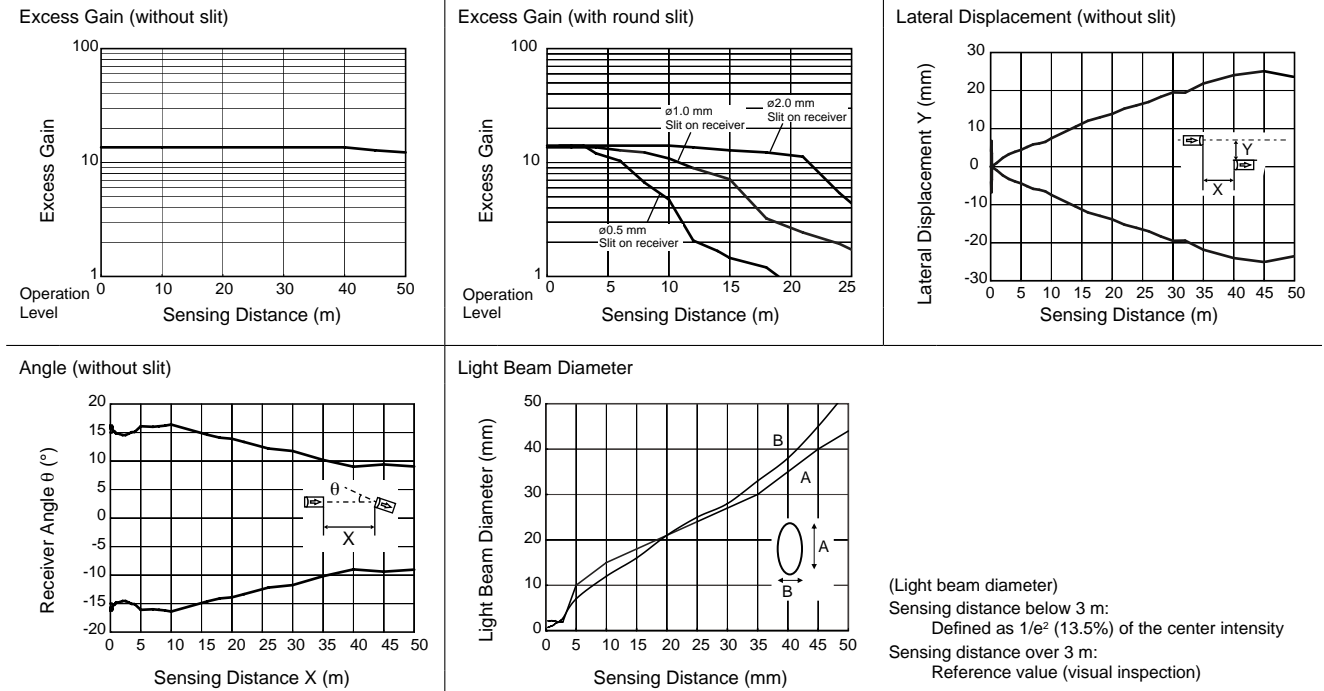 Excess Gain (without slit)
100
10
1
Excess Gain
Operation
Level
0 10 20 30 40 50
Sensing Distance (m)
Excess Gain (with round slit)
100
10
1
Excess Gain
ø1.0 mm
Slit on receiver
ø2.0 mm
Slit on receiver
ø0.5 mm
Slit on receiver
Operation
Level
0 5 10 15 21 25
Sensing Distance (m)
Lateral Displacement (without slit)
30
20
10
0
-10
-20
-30
Lateral Displacement Y (mm)
Y
X
0 5 10 15 20 25 30 35 40 45 50
Sensing Distance (m)
Angle (without slit)
20
15
10
5
0
-5
-10
-15
-20
Receiver Angle θ (°)
θ
X
0 5 10 15 20 25 30 35 40 45 50
Sensing Distance X (m)
Light Beam Diameter
50
40
30
20
10
0
Light Beam Diameter (mm)
B
A
A
B
0 5 10 15 20 25 30 35 40 45 50
Sensing Distance (mm)
(Light beam diameter)
Sensing distance below 3 m:
Defined as 1/e² (13.5%) of the center intensity
Sensing distance over 3 m:
Reference value (visual inspection)